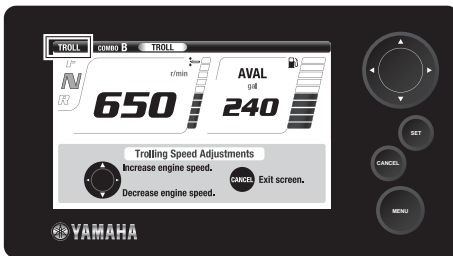 TROLL COMBO B TROLL
F
N
R
r/min
650
AVAL
gal
240
Trolling Speed Adjustments
Increase engine speed.
Decrease engine speed.
CANCEL Exit screen.
SET
CANCEL
MENU
YAMAHA